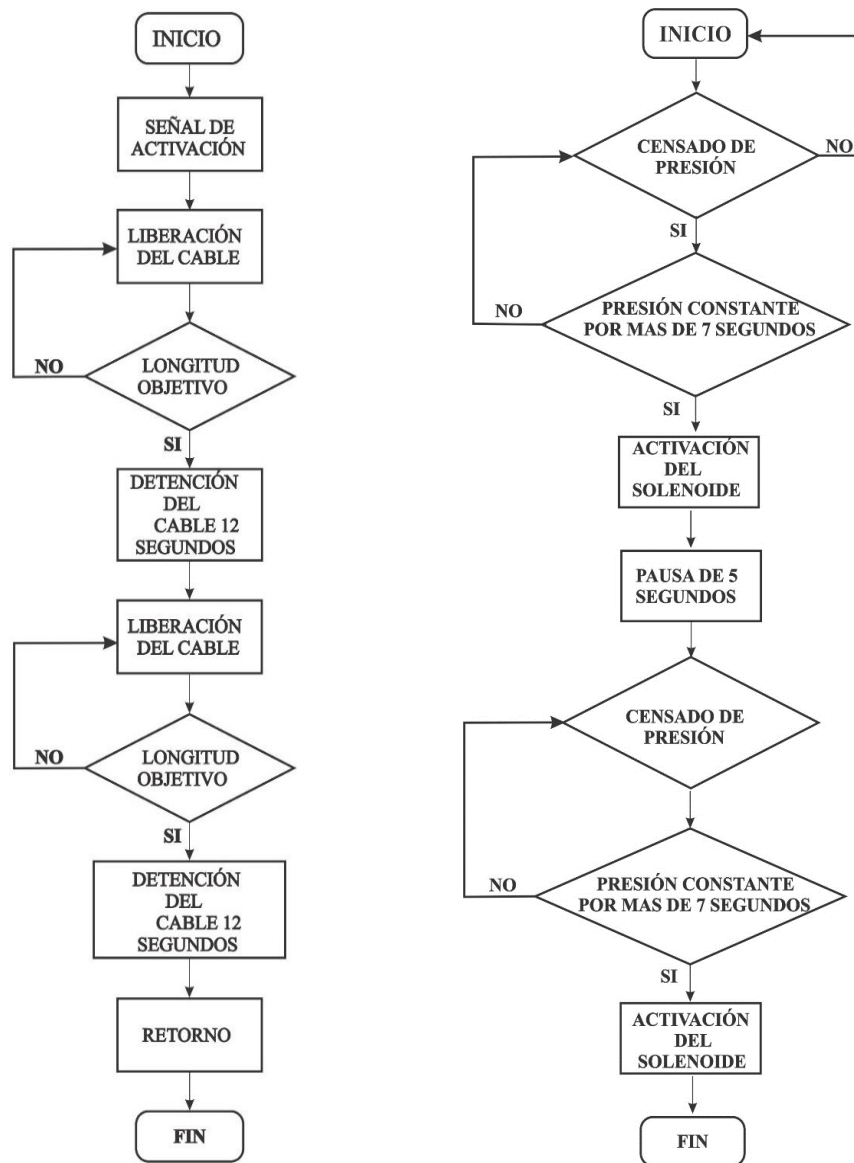 INICIO
SEÑAL DE
ACTIVACIÓN
LIBERACIÓN
DEL CABLE
NO
LONGITUD
OBJETIVO
SI
DETENCIÓN
DEL
CABLE 12
SEGUNDOS
LIBERACIÓN
DEL CABLE
NO
LONGITUD
OBJETIVO
SI
DETENCIÓN
DEL
CABLE 12
SEGUNDOS
RETORNO
FIN
INICIO
CENSADO DE
PRESIÓN
NO
SI
NO
PRESIÓN CONSTANTE
POR MAS DE 7 SEGUNDOS
SI
ACTIVACIÓN
DEL
SOLENOIDE
PAUSA DE 5
SEGUNDOS
CENSADO DE
PRESIÓN
NO
PRESIÓN CONSTANTE
POR MAS DE 7 SEGUNDOS
SI
ACTIVACIÓN
DEL
SOLENOIDE
FIN